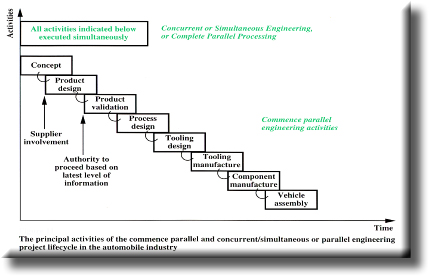 Activities
All activities indicated below
executed simultaneously
Concurrent or Simultaneous Engineering,
or Complete Parallel Processing
Concept
Product
design
Product
validation
Process
design
Tooling
design
Tooling
manufacture
Component
manufacture
Vehicle
assembly
Supplier
involvement
Authority to
proceed based on
latest level of
information
Commence parallel
engineering activities
Time
The principal activities of the commence parallel and concurrent/simultaneous or parallel engineering
project lifecycle in the automobile industry